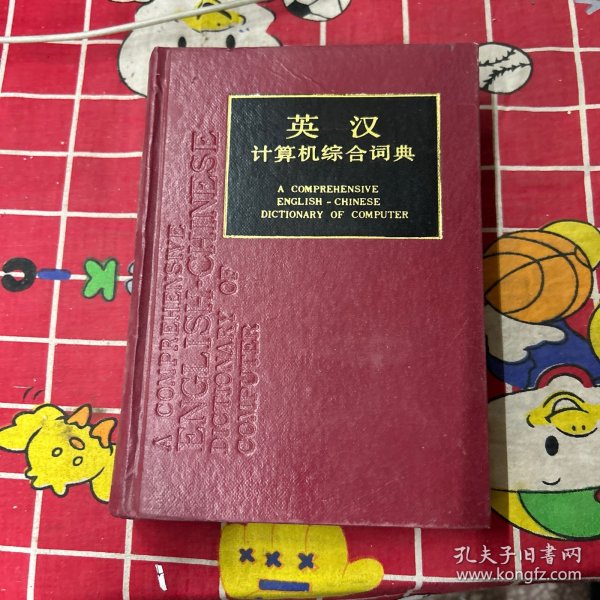 英汉
计算机综合词典
A COMPREHENSIVE
ENGLISH - CHINESE
DICTIONARY OF COMPUTER
A COMPREHENSIVE
ENGLISH-CHINESE
DICTIONARY OF
COMPUTER
孔夫子旧书网
www.kongfz.com